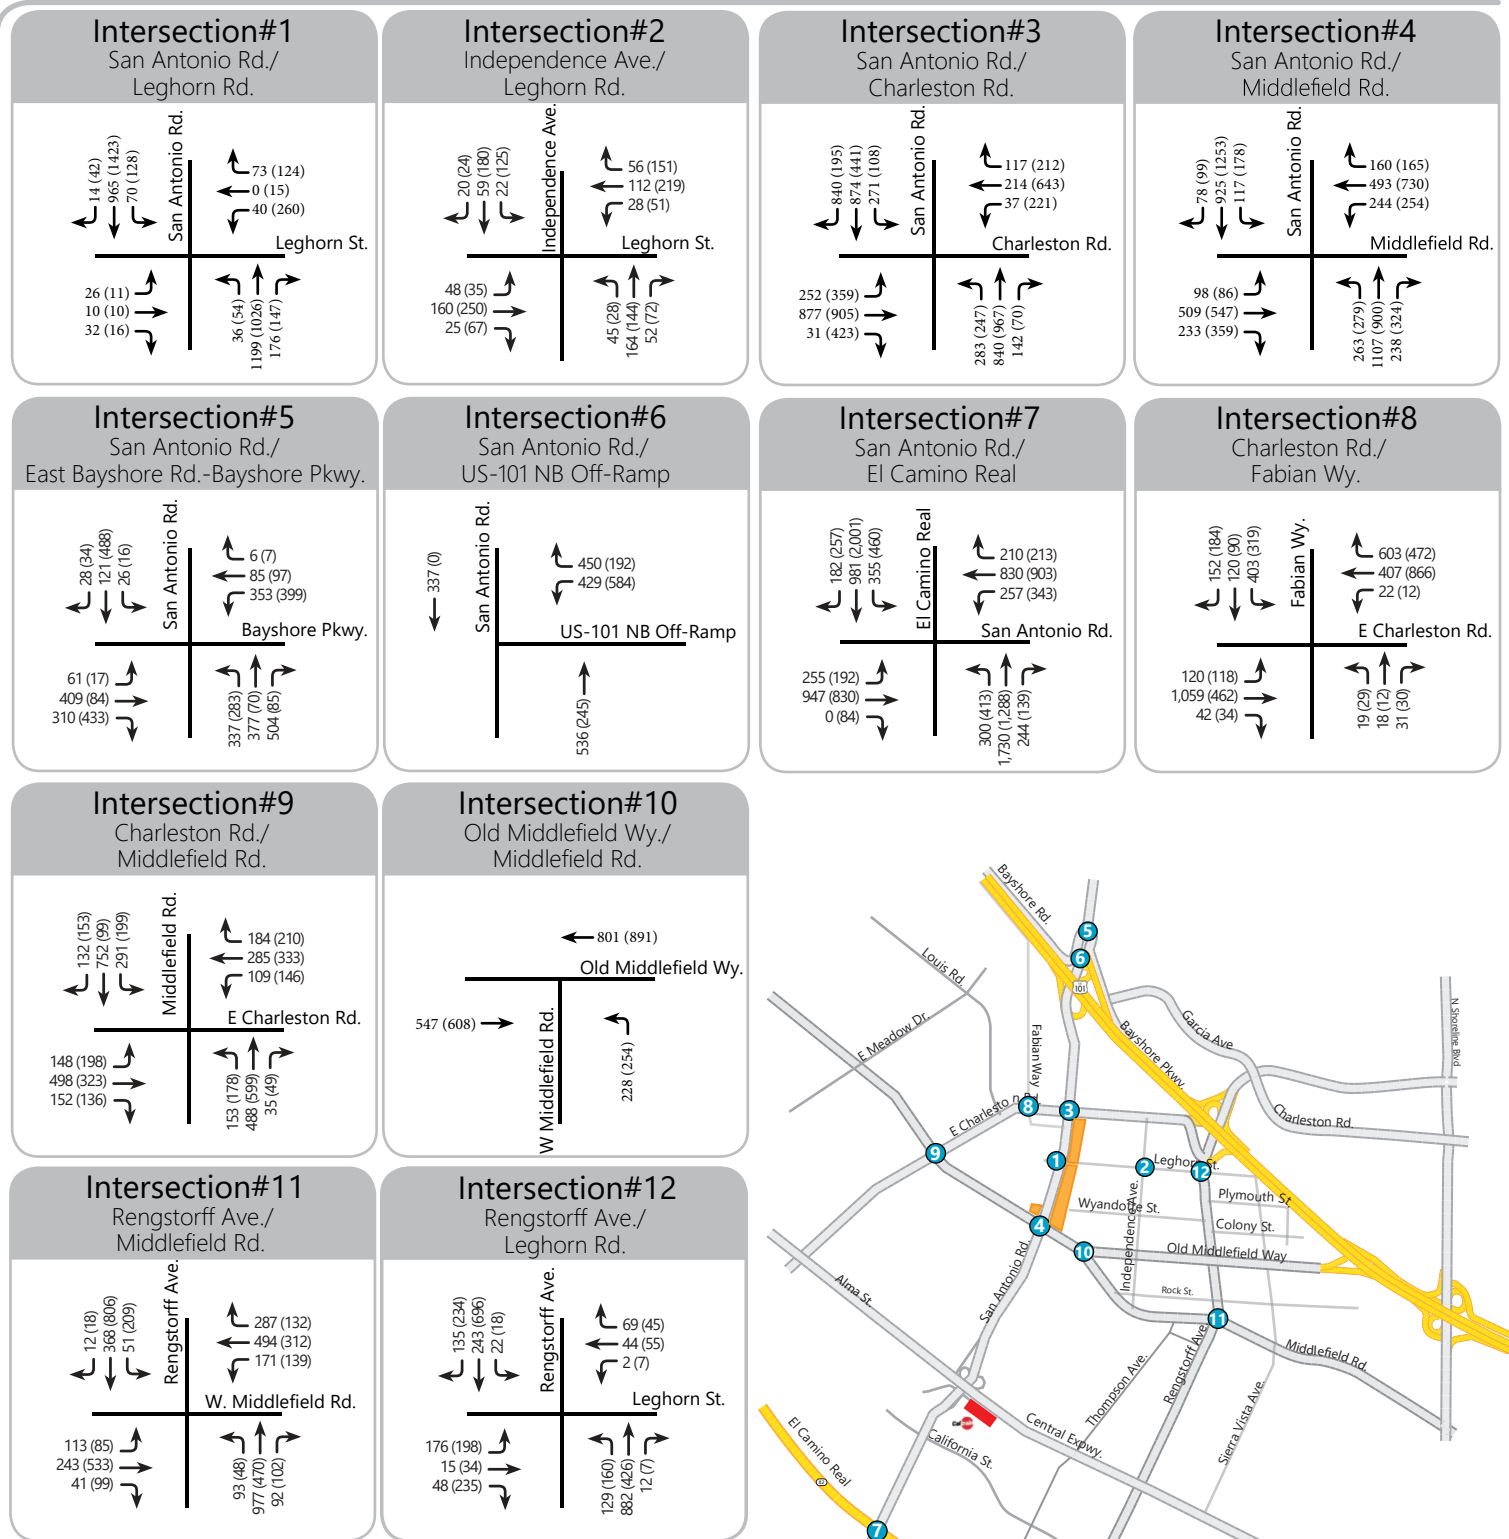 Intersection#1
San Antonio Rd./
Leghorn Rd.
14 (42)
965 (1423)
70 (128)
San Antonio Rd.
73 (124)
0 (15)
40 (260)
Leghorn St.
26 (11)
10 (10)
32 (16)
36 (54)
1199 (1026)
176 (147)
Intersection#2
Independence Ave./
Leghorn Rd.
20 (24)
59 (180)
22 (125)
Independence Ave.
56 (151)
112 (219)
28 (51)
Leghorn St.
48 (35)
160 (250)
25 (67)
45 (28)
164 (144)
52 (72)
Intersection#3
San Antonio Rd./
Charleston Rd.
840 (195)
874 (441)
271 (108)
San Antonio Rd.
117 (212)
214 (643)
37 (221)
Charleston Rd.
252 (359)
877 (905)
31 (423)
283 (247)
840 (967)
142 (70)
Intersection#4
San Antonio Rd./
Middlefield Rd.
78 (99)
925 (1253)
117 (178)
San Antonio Rd.
160 (165)
493 (730)
244 (254)
Middlefield Rd.
98 (86)
509 (547)
233 (359)
263 (279)
1107 (900)
238 (324)
Intersection#5
San Antonio Rd./
East Bayshore Rd.-Bayshore Pkwy.
28 (34)
121 (488)
26 (16)
San Antonio Rd.
6 (7)
85 (97)
353 (399)
Bayshore Pkwy.
61 (17)
409 (84)
310 (433)
337 (283)
377 (70)
504 (85)
Intersection#6
San Antonio Rd./
US-101 NB Off-Ramp
337 (0)
San Antonio Rd.
450 (192)
429 (584)
US-101 NB Off-Ramp
536 (245)
Intersection#7
San Antonio Rd./
El Camino Real
182 (257)
981 (2,001)
355 (460)
El Camino Real
210 (213)
830 (903)
257 (343)
San Antonio Rd.
255 (192)
947 (830)
0 (84)
300 (413)
1,730 (1,288)
244 (139)
Intersection#8
Charleston Rd./
Fabian Wy.
152 (184)
120 (90)
403 (319)
Fabian Wy.
603 (472)
407 (866)
22 (12)
E Charleston Rd.
120 (118)
1,059 (462)
42 (34)
19 (29)
18 (12)
31 (30)
Intersection#9
Charleston Rd./
Middlefield Rd.
132 (153)
752 (99)
291 (199)
Middlefield Rd.
184 (210)
285 (333)
109 (146)
E Charleston Rd.
148 (198)
498 (323)
152 (136)
153 (178)
488 (599)
35 (49)
Intersection#10
Old Middlefield Wy./
Middlefield Rd.
801 (891)
Old Middlefield Wy.
547 (608)
W Middlefield Rd.
228 (254)
Intersection#11
Rengstorff Ave./
Middlefield Rd.
12 (18)
368 (806)
51 (209)
Rengstorff Ave.
287 (132)
494 (312)
171 (139)
W. Middlefield Rd.
113 (85)
243 (533)
41 (99)
93 (48)
977 (470)
92 (102)
Intersection#12
Rengstorff Ave./
Leghorn Rd.
135 (234)
243 (696)
22 (18)
Rengstorff Ave.
69 (45)
44 (55)
2 (7)
Leghorn St.
176 (198)
15 (34)
48 (235)
129 (160)
882 (426)
12 (7)
Bayshore Rd.
5
6
101
Louis Rd.
E Meadow Dr.
Fabian Way
Bayshore Pkwy.
Garcia Ave
N Shoreline Blvd
8
3
E Charleston Rd.
Charleston Rd.
9
1
2
Leghorn St.
12
Wyandotte St.
Independence Ave.
Plymouth St.
Colony St.
4
10
Old Middlefield Way
Rock St.
San Antonio Rd.
Alma St.
11
Middlefield Rd.
Thompson Ave.
Rengstorff Ave.
Sierra Vista Ave.
Central Expwy.
California St.
El Camino Real
82
7